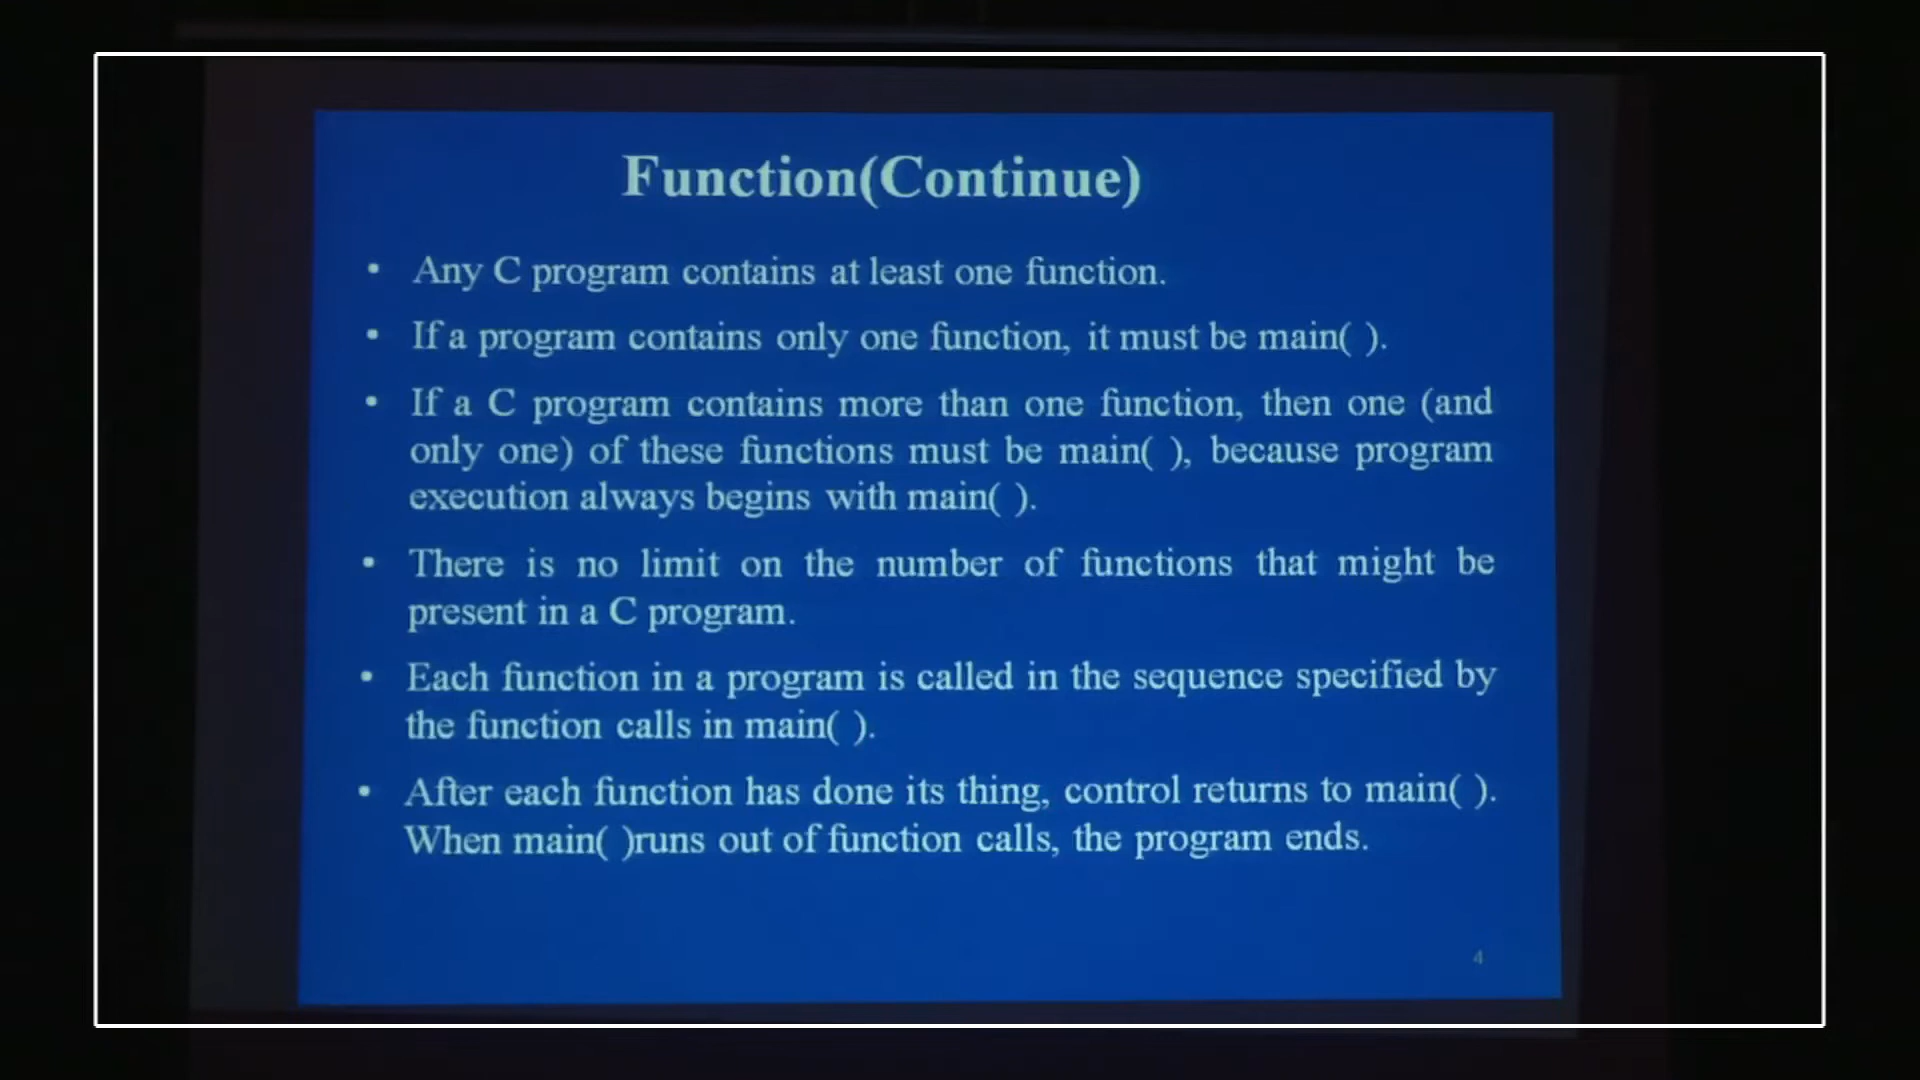 Function(Continue)
• Any C program contains at least one function.
• If a program contains only one function, it must be main( ).
• If a C program contains more than one function, then one (and
only one) of these functions must be main( ), because program
execution always begins with main( ).
• There is no limit on the number of functions that might be
present in a C program.
• Each function in a program is called in the sequence specified by
the function calls in main( ).
• After each function has done its thing, control returns to main( ).
When main( )runs out of function calls, the program ends.
4